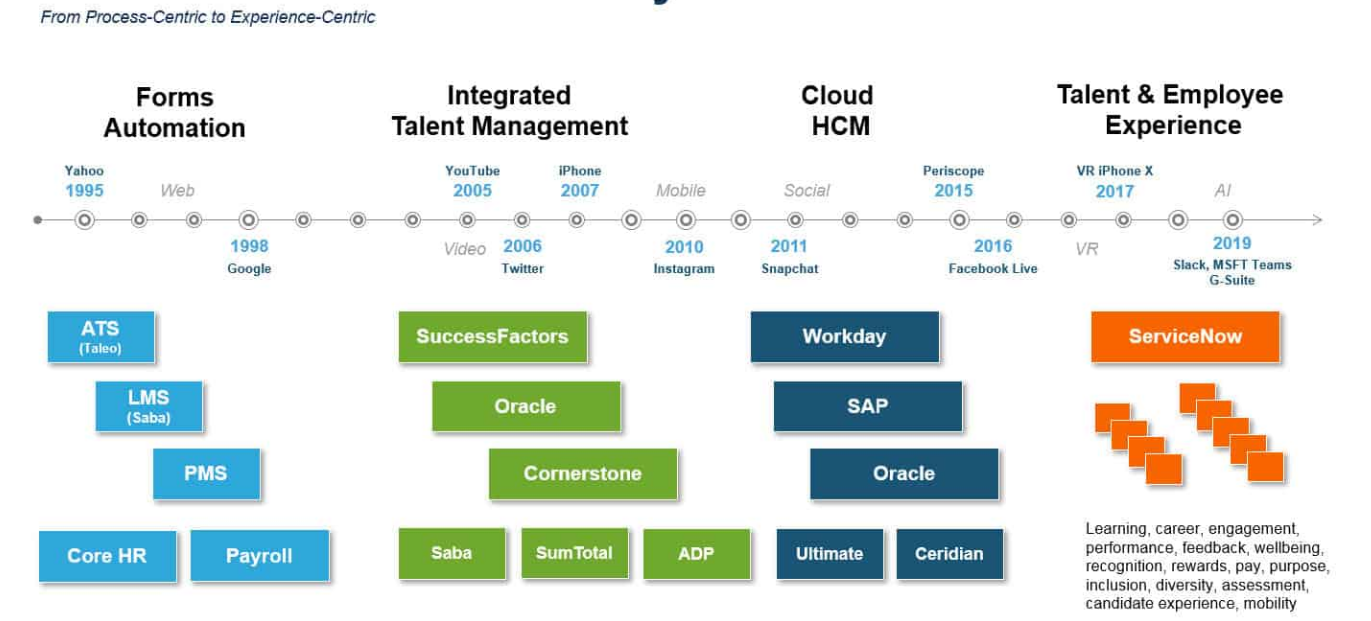 From Process-Centric to Experience-Centric
Forms
Automation
Integrated
Talent Management
Cloud
HCM
Talent & Employee
Experience
Yahoo
1995
Web
YouTube
2005
iPhone
2007
Mobile
Social
Periscope
2015
VR iPhone X
2017
AI
1998
Google
Video
2006
Twitter
2010
Instagram
2011
Snapchat
2016
Facebook Live
VR
2019
Slack, MSFT Teams
G-Suite
ATS
(Taleo)
LMS
(Saba)
PMS
Core HR
Payroll
SuccessFactors
Oracle
Cornerstone
Saba
SumTotal
ADP
Workday
SAP
Oracle
Ultimate
Ceridian
ServiceNow
Learning, career, engagement,
performance, feedback, wellbeing,
recognition, rewards, pay, purpose,
inclusion, diversity, assessment,
candidate experience, mobility